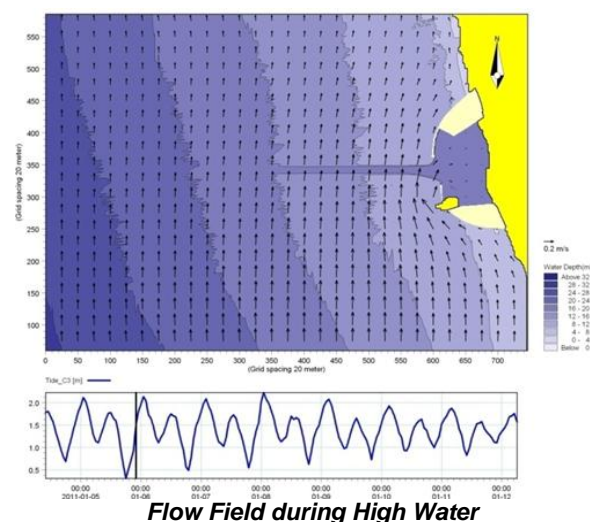 550
500
450
400
350
300
250
200
150
100
(Grid spacing 20 meter)
0 50 100 150 200 250 300 350 400 450 500 550 600 650 700
(Grid spacing 20 meter)
N
0.2 m/s
Water Depth(m
Above 32
28 - 32
24 - 28
20 - 24
16 - 20
12 - 16
8 - 12
4 - 8
0 - 4
Below 0
Tide_C3 [m]
2.0
1.5
1.0
0.5
00:00 00:00 00:00 00:00 00:00 00:00 00:00 00:00
2011-01-05 01-06 01-07 01-08 01-09 01-10 01-11 01-12
Flow Field during High Water